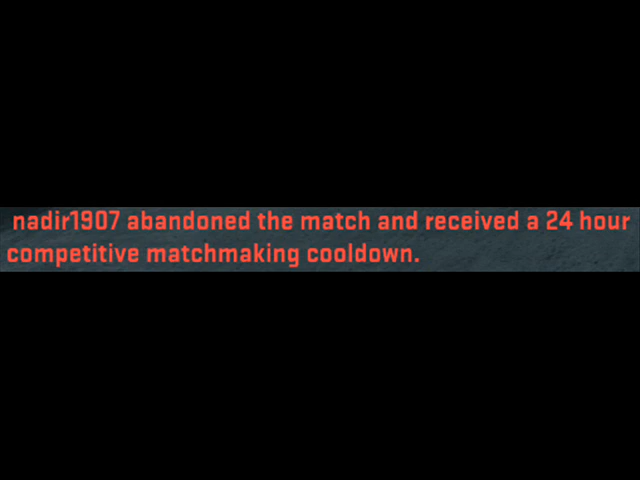 nadir1907 abandoned the match and received a 24 hour
competitive matchmaking cooldown.